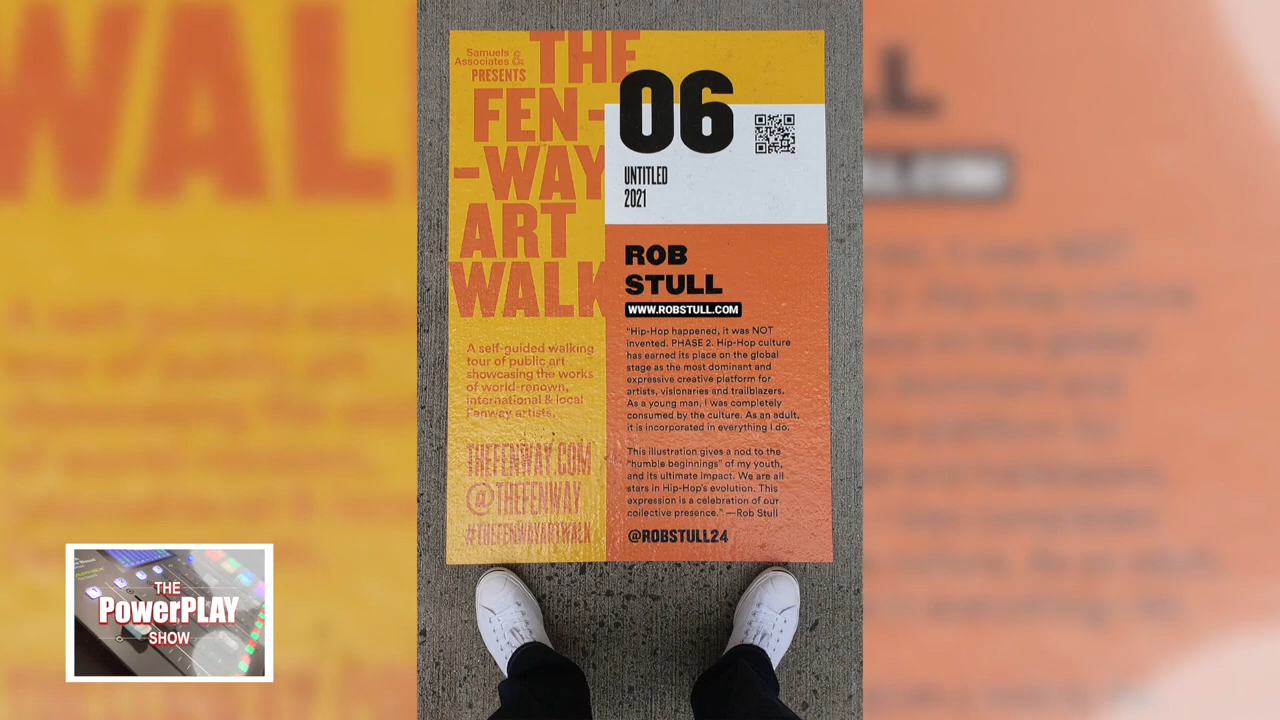 Samuels
Associates &
PRESENTS
THE
FEN-
-WAY
ART
WALK
A self-guided walking
tour of public art
showcasing the works
of world-renown,
international & local
Fenway artists.
THEFENWAY.COM
@THEFENWAY
#THEFENWAYARTWALK
06
UNTITLED
2021
ROB
STULL
WWW.ROBSTULL.COM
"Hip-Hop happened, it was NOT
invented. PHASE 2. Hip-Hop culture
has earned its place on the global
stage as the most dominant and
expressive creative platform for
artists, visionaries and trailblazers.
As a young man, I was completely
consumed by the culture. As an adult,
it is incorporated in everything I do.
This illustration gives a nod to the
"humble beginnings" of my youth,
and its ultimate impact. We are all
stars in Hip-Hop's evolution. This
expression is a celebration of our
collective presence." —Rob Stull
@ROBSTULL24
THE
PowerPLAY
SHOW